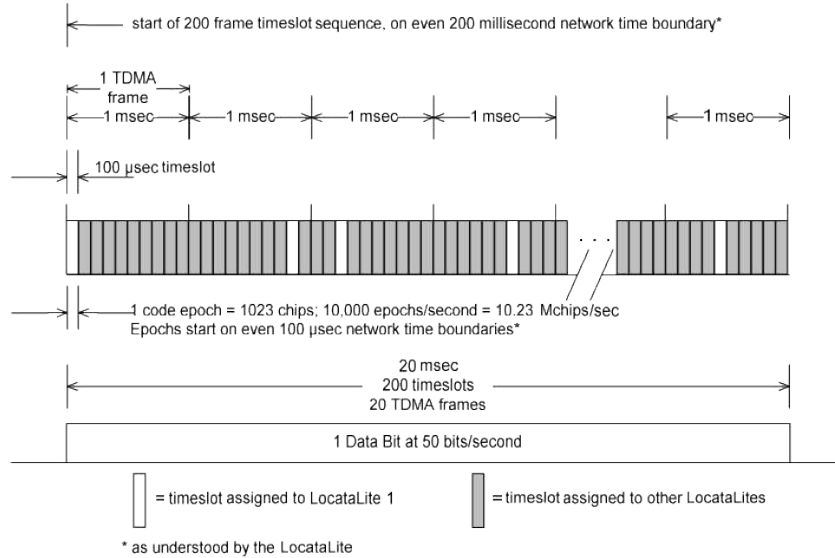 start of 200 frame timeslot sequence, on even 200 millisecond network time boundary*
1 TDMA
frame
1 msec
1 msec
1 msec
1 msec
1 msec
100 µsec timeslot
. . .
1 code epoch = 1023 chips; 10,000 epochs/second = 10.23 Mchips/sec
Epochs start on even 100 µsec network time boundaries*
20 msec
200 timeslots
20 TDMA frames
1 Data Bit at 50 bits/second
= timeslot assigned to LocataLite 1
= timeslot assigned to other LocataLites
* as understood by the LocataLite